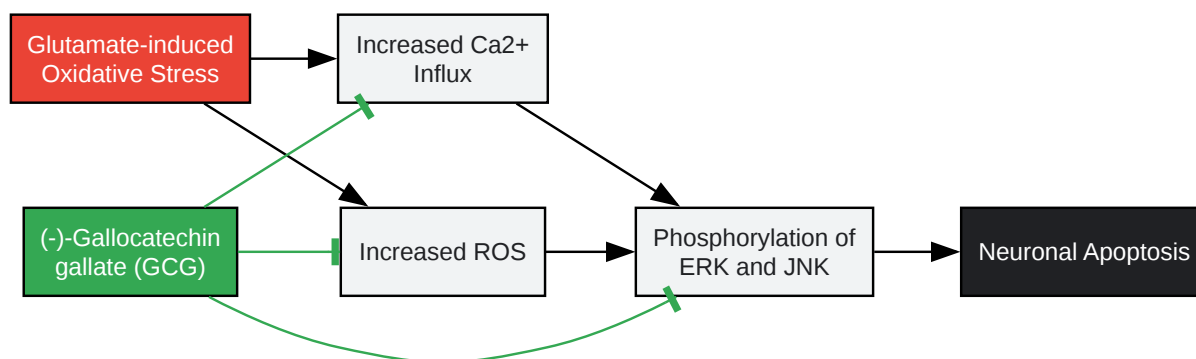 Glutamate-induced
Oxidative Stress
Increased Ca2+
Influx
(-)-Gallocatechin
gallate (GCG)
Increased ROS
Phosphorylation of
ERK and JNK
Neuronal Apoptosis